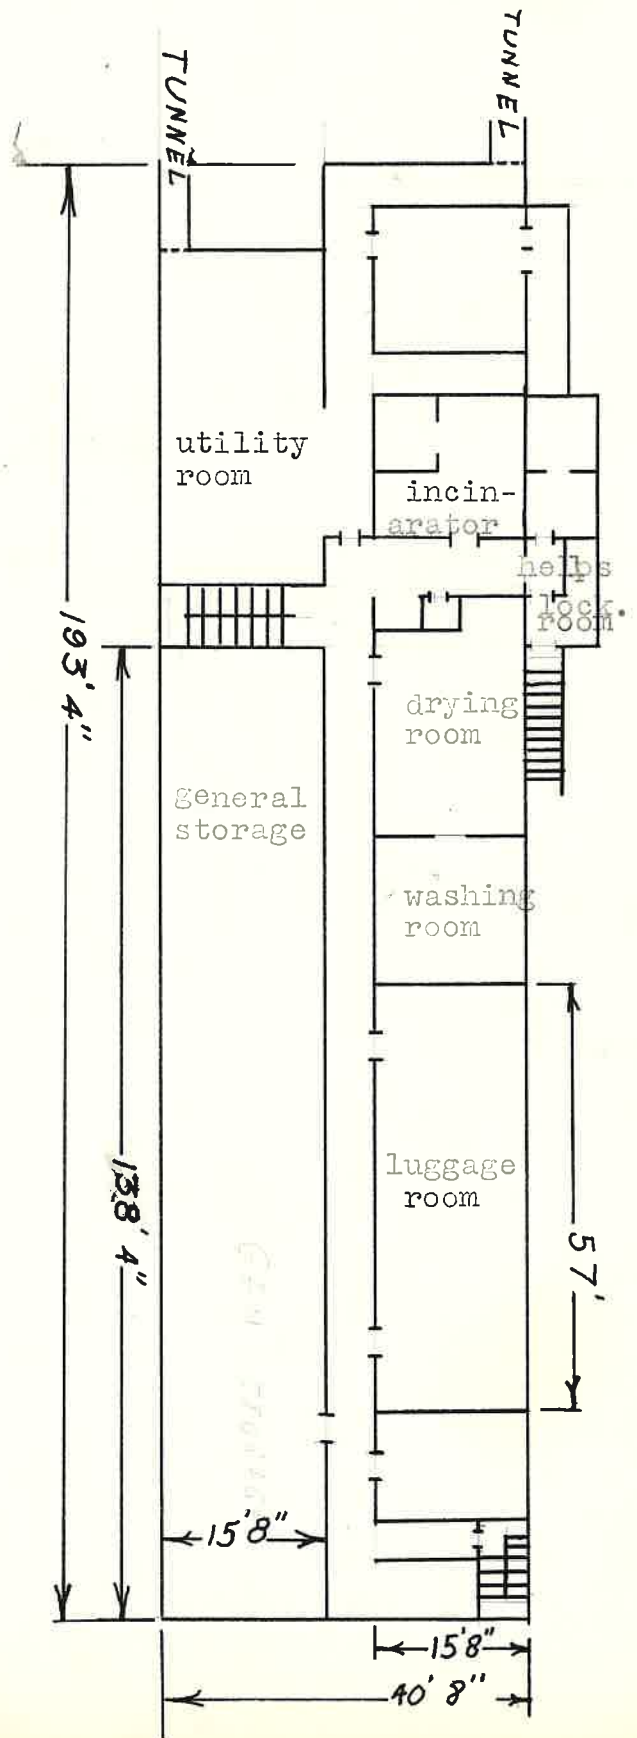 TUNNEL
TUNNEL
utility
room
incin-
arator
helps
lock.
room
193' 4"
drying
room
general
storage
washing
room
luggage
room
138' 4"
57'
15'8"
15'8"
40' 8"